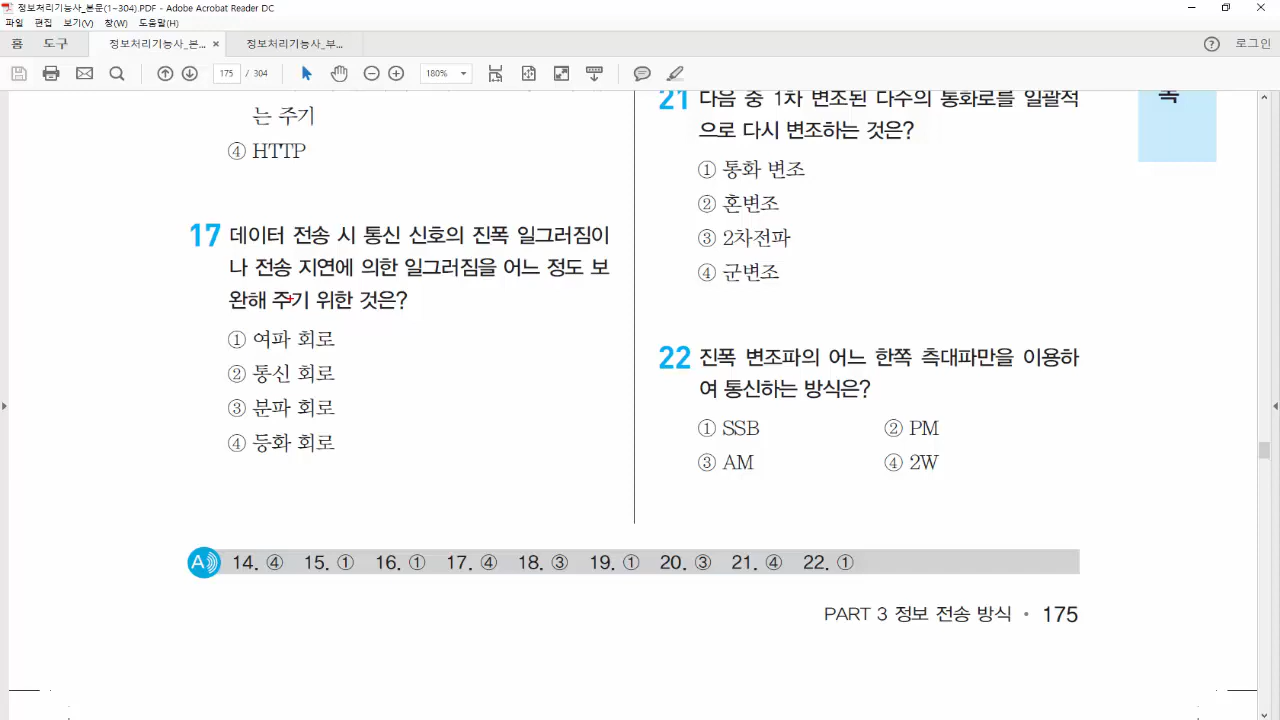 정보처리기능사_본문(1~304).PDF - Adobe Acrobat Reader DC
파일 편집 보기(V) 창(W) 도움말(H)
홈 도구 정보처리기능사_본... × 정보처리기능사_부... 로그인
175 / 304 180%
는 주기
④ HTTP
17 데이터 전송 시 통신 신호의 진폭 일그러짐이
나 전송 지연에 의한 일그러짐을 어느 정도 보
완해 주기 위한 것은?
① 여파 회로
② 통신 회로
③ 분파 회로
④ 등화 회로
21 다음 중 1차 변조된 다수의 통화로를 일괄적
으로 다시 변조하는 것은?
① 통화 변조
② 혼변조
③ 2차전파
④ 군변조
22 진폭 변조파의 어느 한쪽 측대파만을 이용하
여 통신하는 방식은?
① SSB ② PM
③ AM ④ 2W
A 14. ④ 15. ① 16. ① 17. ④ 18. ③ 19. ① 20. ③ 21. ④ 22. ①
PART 3 정보 전송 방식 • 175